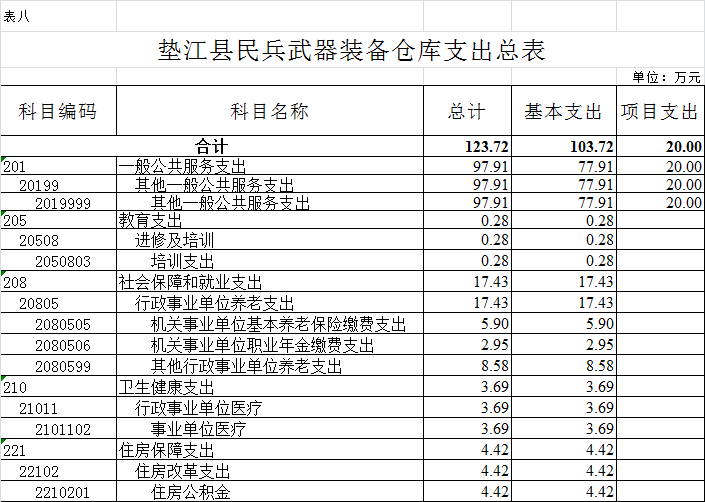 表八
垫江县民兵武器装备仓库支出总表
单位：万元
科目编码 科目名称 总计 基本支出 项目支出
合计 123.72 103.72 20.00
201 一般公共服务支出 97.91 77.91 20.00
20199 其他一般公共服务支出 97.91 77.91 20.00
2019999 其他一般公共服务支出 97.91 77.91 20.00
205 教育支出 0.28 0.28
20508 进修及培训 0.28 0.28
2050803 培训支出 0.28 0.28
208 社会保障和就业支出 17.43 17.43
20805 行政事业单位养老支出 17.43 17.43
2080505 机关事业单位基本养老保险缴费支出 5.90 5.90
2080506 机关事业单位职业年金缴费支出 2.95 2.95
2080599 其他行政事业单位养老支出 8.58 8.58
210 卫生健康支出 3.69 3.69
21011 行政事业单位医疗 3.69 3.69
2101102 事业单位医疗 3.69 3.69
221 住房保障支出 4.42 4.42
22102 住房改革支出 4.42 4.42
2210201 住房公积金 4.42 4.42